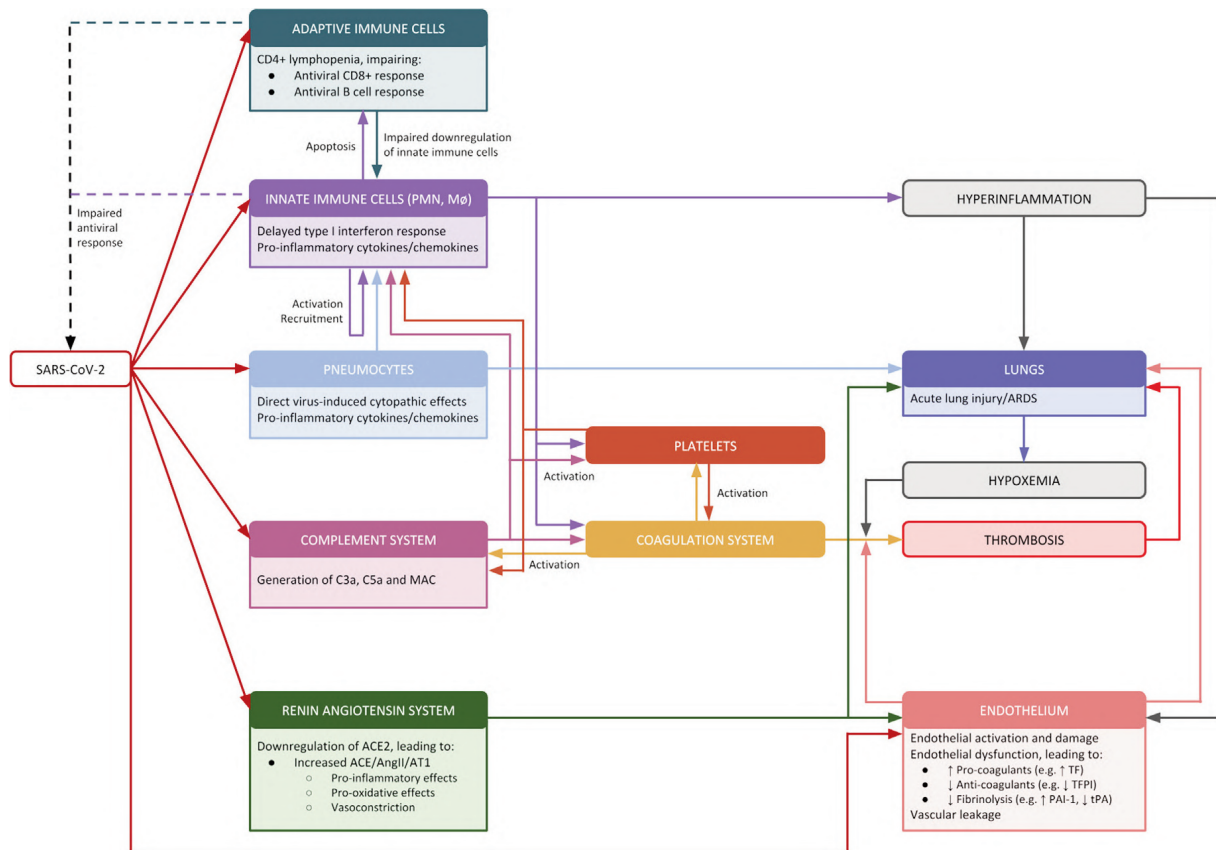 ADAPTIVE IMMUNE CELLS
CD4+ lymphopenia, impairing:
● Antiviral CD8+ response
● Antiviral B cell response
Apoptosis
Impaired downregulation
of innate immune cells
INNATE IMMUNE CELLS (PMN, Mø)
Delayed type I interferon response
Pro-inflammatory cytokines/chemokines
HYPERINFLAMMATION
Impaired
antiviral
response
Activation
Recruitment
SARS-CoV-2
PNEUMOCYTES
Direct virus-induced cytopathic effects
Pro-inflammatory cytokines/chemokines
LUNGS
Acute lung injury/ARDS
PLATELETS
Activation
Activation
HYPOXEMIA
COMPLEMENT SYSTEM
Generation of C3a, C5a and MAC
COAGULATION SYSTEM
Activation
THROMBOSIS
RENIN ANGIOTENSIN SYSTEM
Downregulation of ACE2, leading to:
● Increased ACE/AngII/AT1
○ Pro-inflammatory effects
○ Pro-oxidative effects
○ Vasoconstriction
ENDOTHELIUM
Endothelial activation and damage
Endothelial dysfunction, leading to:
● ↑ Pro-coagulants (e.g. ↑ TF)
● ↓ Anti-coagulants (e.g. ↓ TFPI)
● ↓ Fibrinolysis (e.g. ↑ PAI-1, ↓ tPA)
Vascular leakage